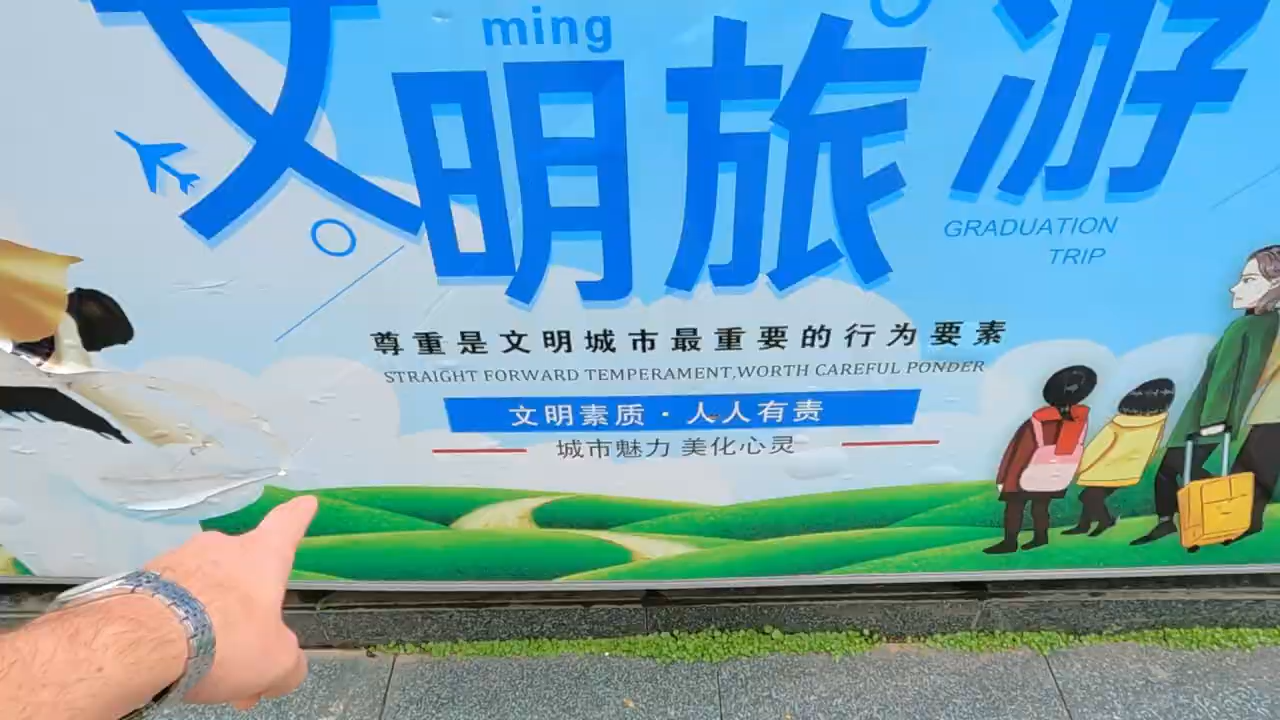 ming
文明旅游
GRADUATION
TRIP
尊重是文明城市最重要的行为要素
STRAIGHT FORWARD TEMPERAMENT,WORTH CAREFUL PONDER
文明素质·人人有责
城市魅力 美化心灵